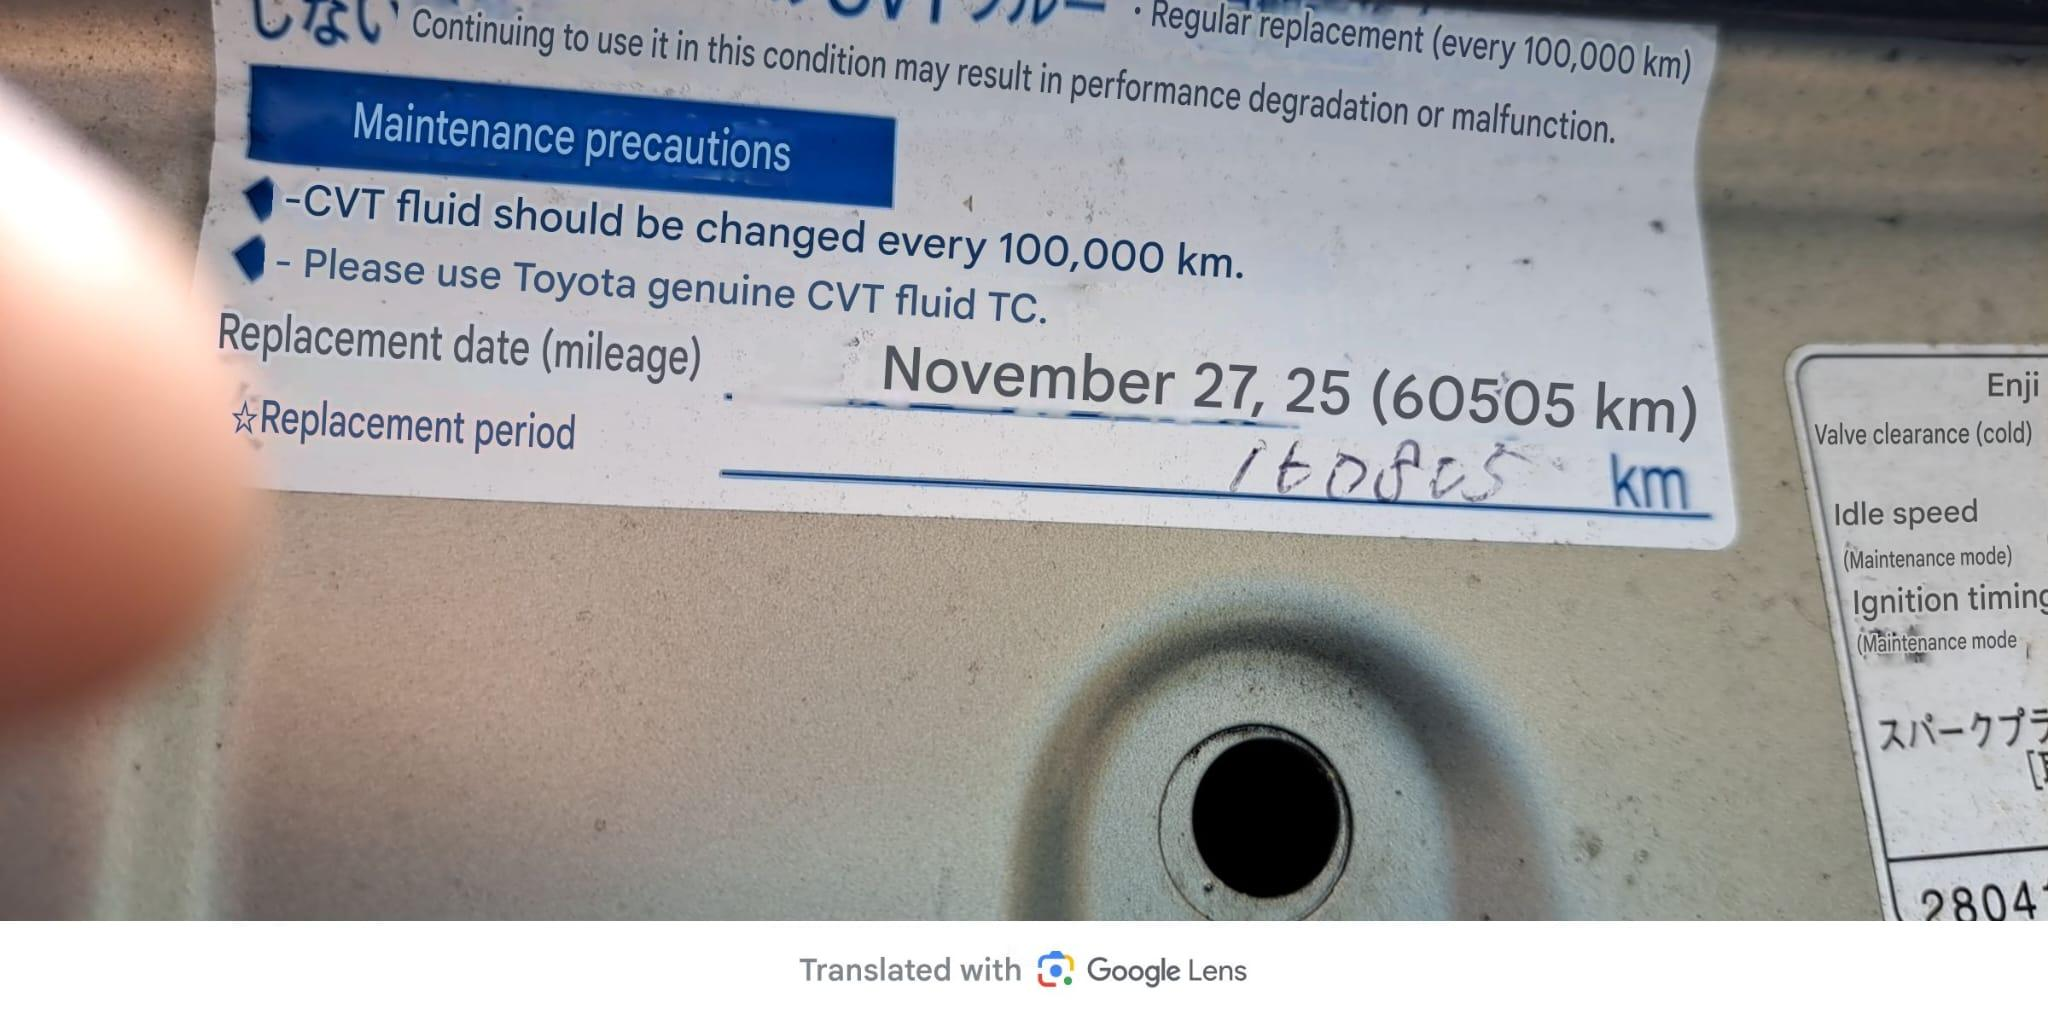 しない
・Regular replacement (every 100,000 km)
Continuing to use it in this condition may result in performance degradation or malfunction.
Maintenance precautions
-CVT fluid should be changed every 100,000 km.
- Please use Toyota genuine CVT fluid TC.
Replacement date (mileage)
November 27, 25 (60505 km)
☆Replacement period
160805 km
Enji
Valve clearance (cold)
Idle speed
(Maintenance mode)
Ignition timing
(Maintenance mode
スパークプラ
2804
Translated with Google Lens